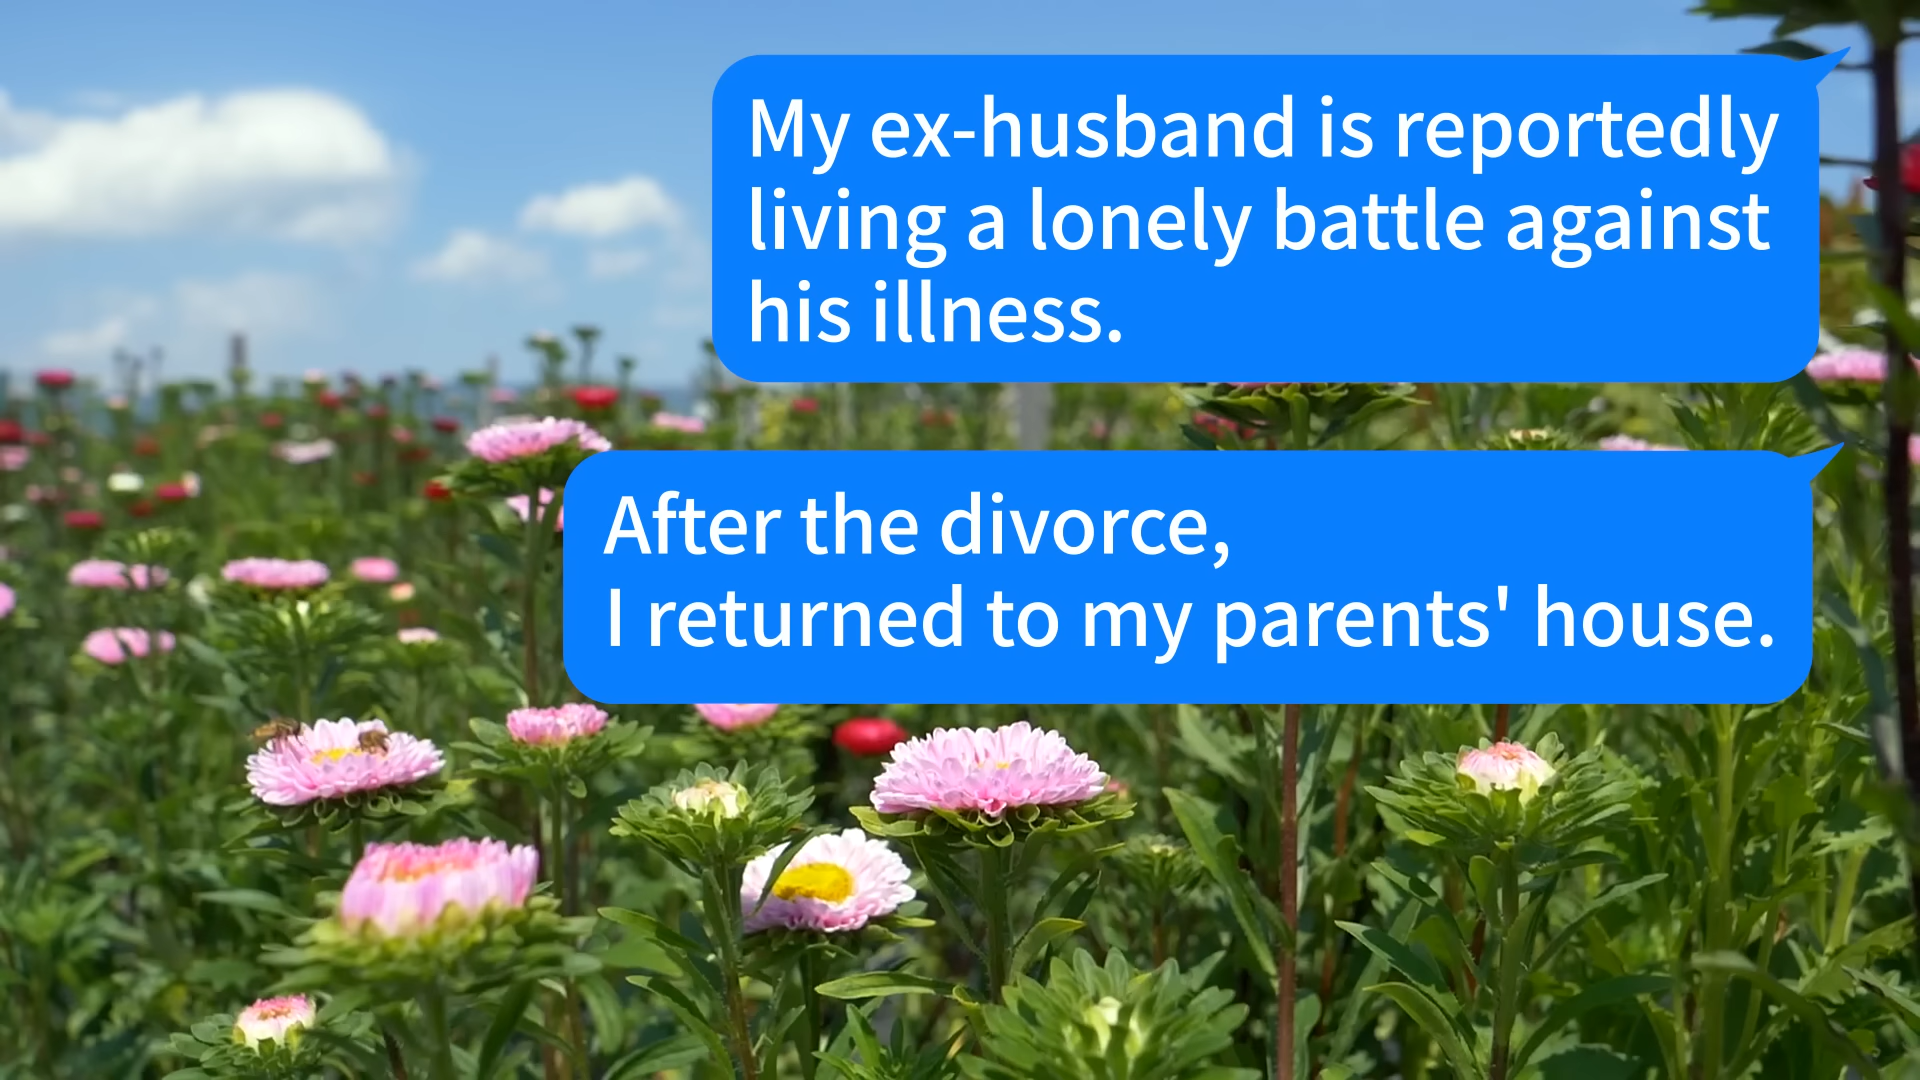 My ex-husband is reportedly
living a lonely battle against
his illness.
After the divorce,
I returned to my parents' house.